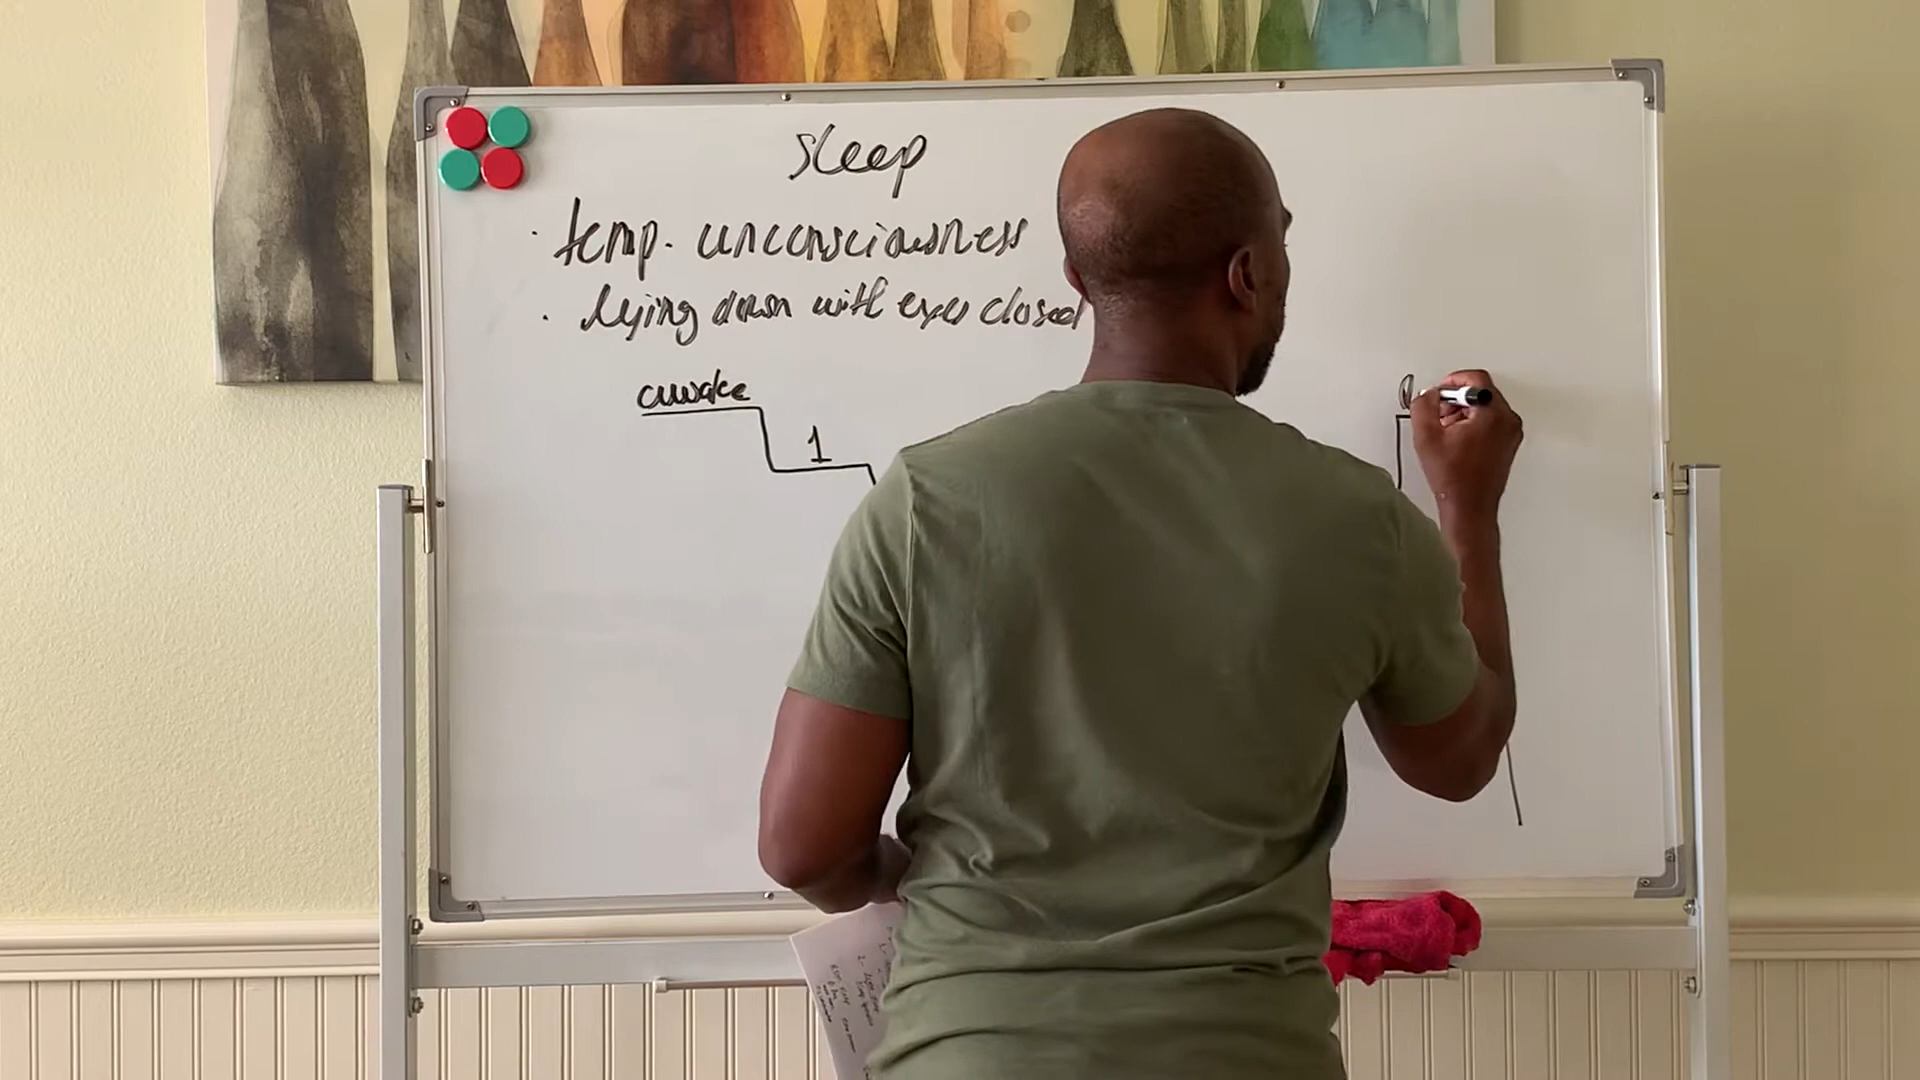 sleep
· temp. unconsciousness
· lying down with eyes closed
awake
1